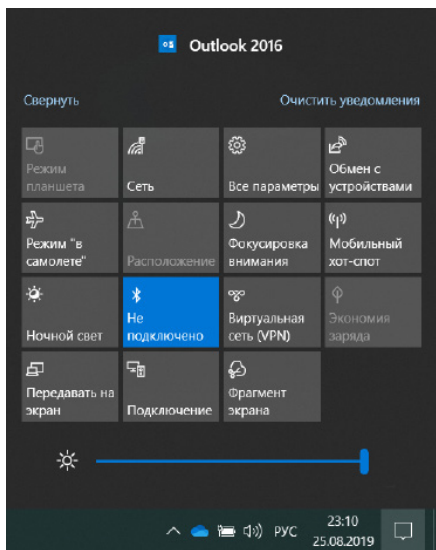 Outlook 2016
Свернуть Очистить уведомления
Режим
планшета
Сеть
Все параметры
Обмен с
устройствами
Режим "в
самолете"
Расположение
Фокусировка
внимания
Мобильный
хот-спот
Ночной свет
Не
подключено
Виртуальная
сеть (VPN)
Экономия
заряда
Передавать на
экран
Подключение
Фрагмент
экрана
РУС
23:10
25.08.2019